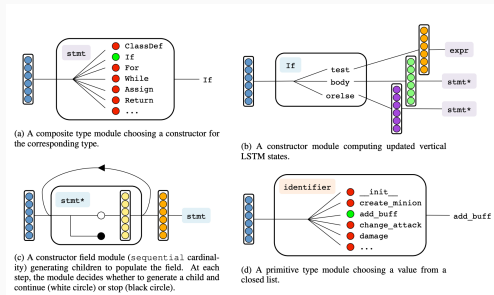 stmt
ClassDef
If
For
While
Assign
Return
...
If
(a) A composite type module choosing a constructor for
the corresponding type.
If
test
body
orelse
expr
stmt*
stmt*
(b) A constructor module computing updated vertical
LSTM states.
stmt*
stmt
(c) A constructor field module (sequential cardinal-
ity) generating children to populate the field. At each
step, the module decides whether to generate a child and
continue (white circle) or stop (black circle).
identifier
__init__
create_minion
add_buff
change_attack
damage
...
add_buff
(d) A primitive type module choosing a value from a
closed list.